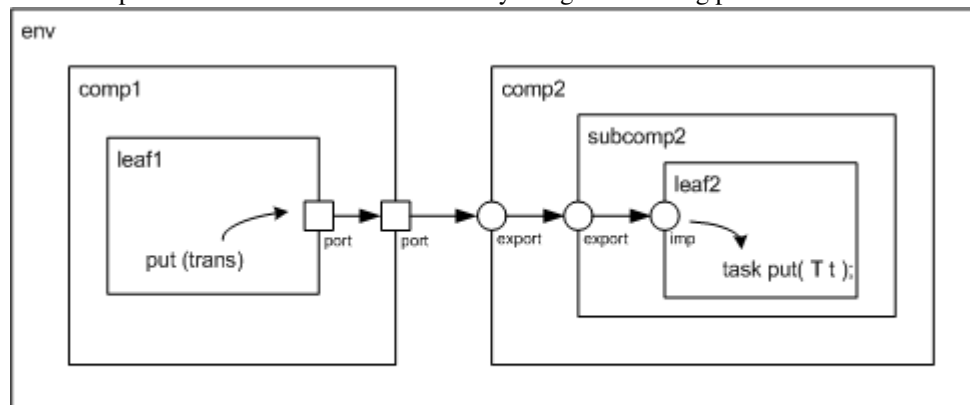 env
comp1
comp2
subcomp2
leaf1
leaf2
port
port
export
export
imp
put (trans)
task put( T t );